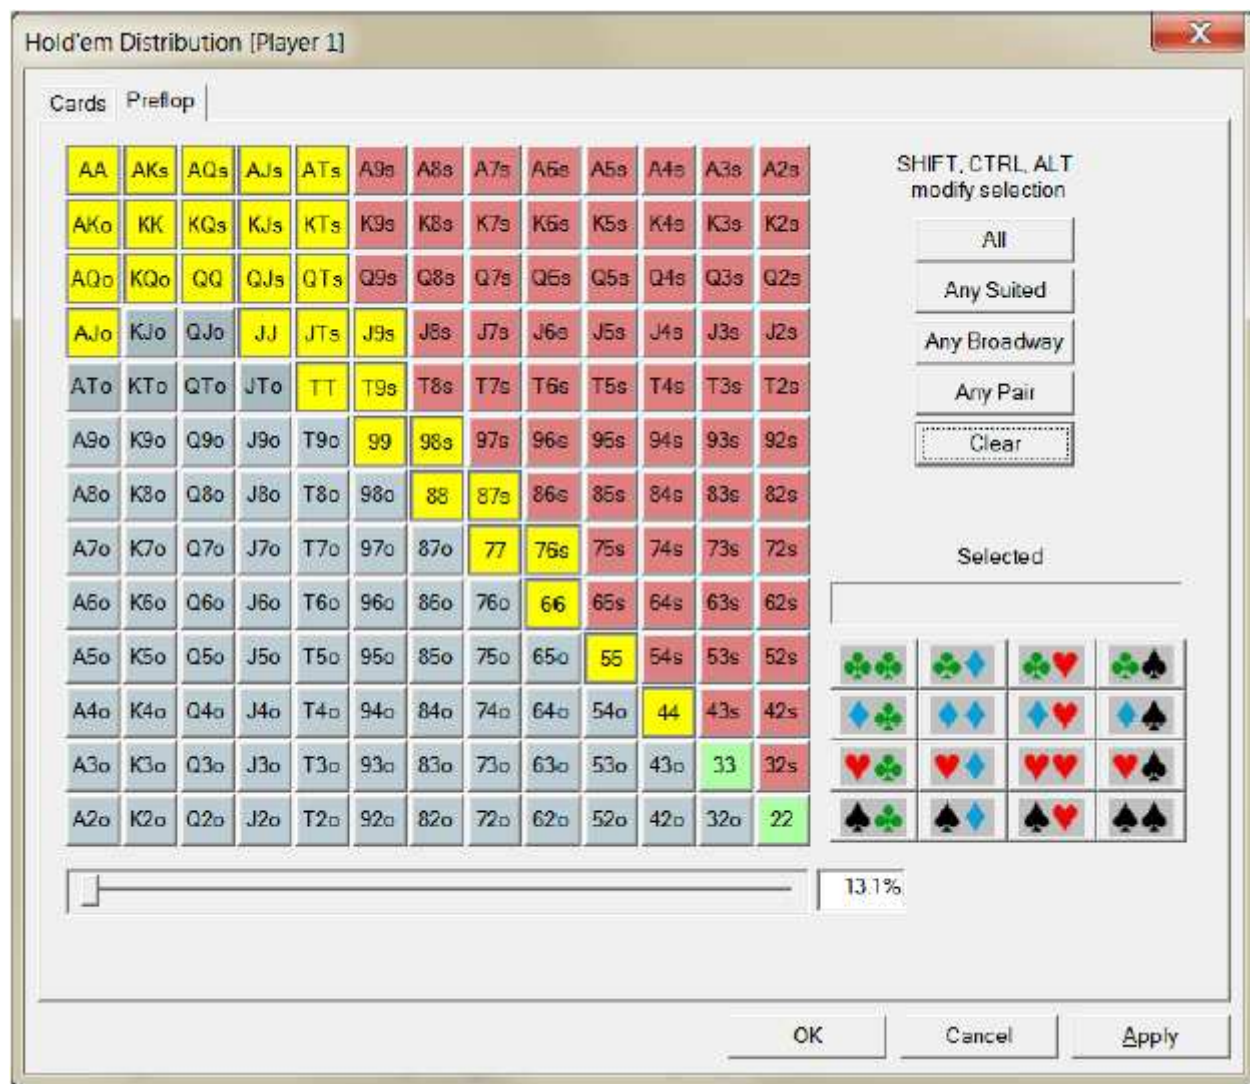 Hold'em Distribution [Player 1]
X
Cards Preflop
AA AKs AQs AJs ATs A9s A8s A7s A6s A5s A4s A3s A2s
AKo KK KQs KJs KTs K9s K8s K7s K6s K5s K4s K3s K2s
AQo KQo QQ QJs QTs Q9s Q8s Q7s Q6s Q5s Q4s Q3s Q2s
AJo KJo QJo JJ JTs J9s J8s J7s J6s J5s J4s J3s J2s
ATo KTo QTo JTo TT T9s T8s T7s T6s T5s T4s T3s T2s
A9o K9o Q9o J9o T9o 99 98s 97s 96s 95s 94s 93s 92s
A8o K8o Q8o J8o T8o 98o 88 87s 86s 85s 84s 83s 82s
A7o K7o Q7o J7o T7o 97o 87o 77 76s 75s 74s 73s 72s
A6o K6o Q6o J6o T6o 96o 86o 76o 66 65s 64s 63s 62s
A5o K5o Q5o J5o T5o 95o 85o 75o 65o 55 54s 53s 52s
A4o K4o Q4o J4o T4o 94o 84o 74o 64o 54o 44 43s 42s
A3o K3o Q3o J3o T3o 93o 83o 73o 63o 53o 43o 33 32s
A2o K2o Q2o J2o T2o 92o 82o 72o 62o 52o 42o 32o 22
SHIFT, CTRL, ALT
modify selection
All
Any Suited
Any Broadway
Any Pair
Clear
Selected
13.1%
OK Cancel Apply